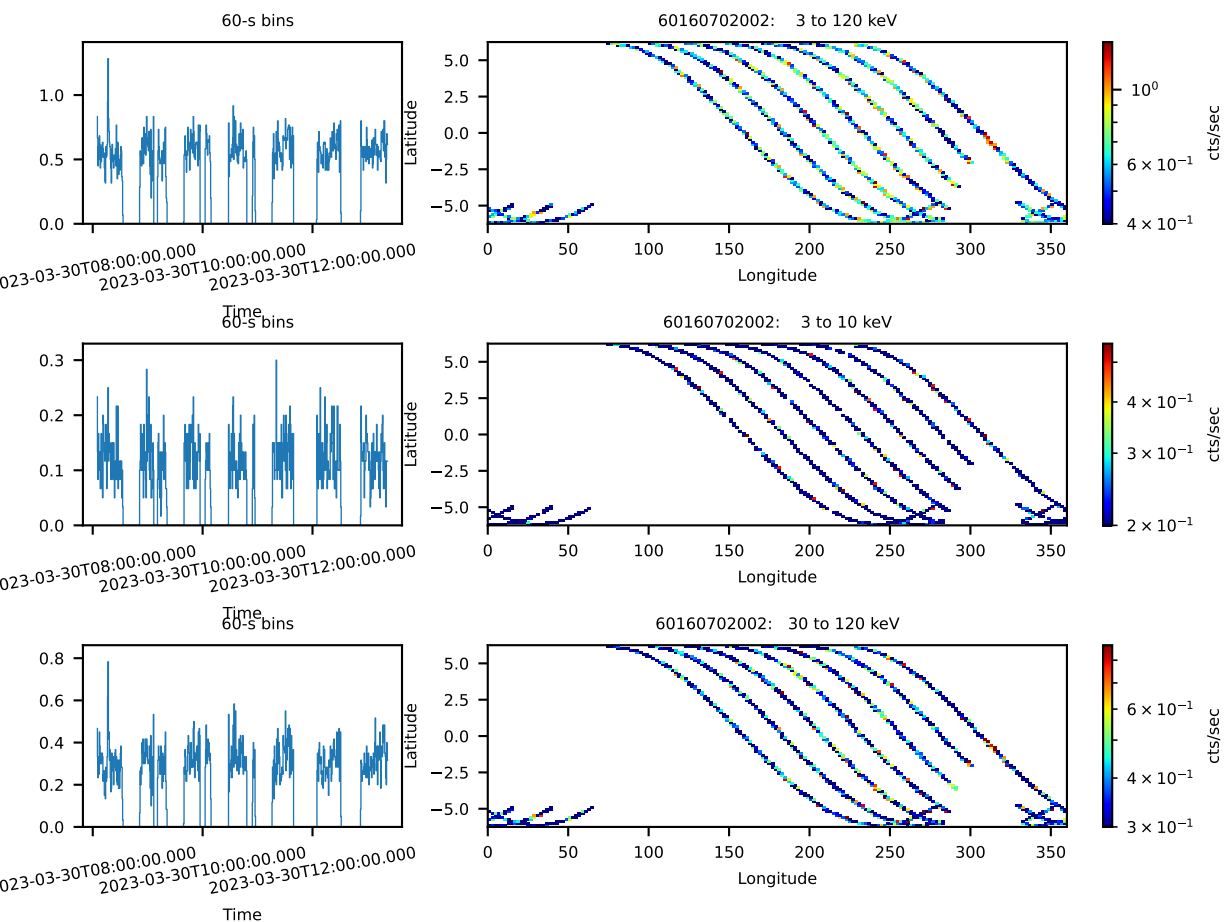 60-s bins
60160702002:    3 to 120 keV
1.0
0.5
0.0
023-03-30T08:00:00.000
2023-03-30T10:00:00.000
2023-03-30T12:00:00.000
Time
Latitude
5.0
2.5
0.0
−2.5
−5.0
0 50 100 150 200 250 300 350
Longitude
10⁰
6 × 10⁻¹
4 × 10⁻¹
cts/sec
60-s bins
60160702002:    3 to 10 keV
0.3
0.2
0.1
0.0
023-03-30T08:00:00.000
2023-03-30T10:00:00.000
2023-03-30T12:00:00.000
Time
Latitude
5.0
2.5
0.0
−2.5
−5.0
0 50 100 150 200 250 300 350
Longitude
4 × 10⁻¹
3 × 10⁻¹
2 × 10⁻¹
cts/sec
60-s bins
60160702002:   30 to 120 keV
0.8
0.6
0.4
0.2
0.0
023-03-30T08:00:00.000
2023-03-30T10:00:00.000
2023-03-30T12:00:00.000
Time
Latitude
5.0
2.5
0.0
−2.5
−5.0
0 50 100 150 200 250 300 350
Longitude
6 × 10⁻¹
4 × 10⁻¹
3 × 10⁻¹
cts/sec